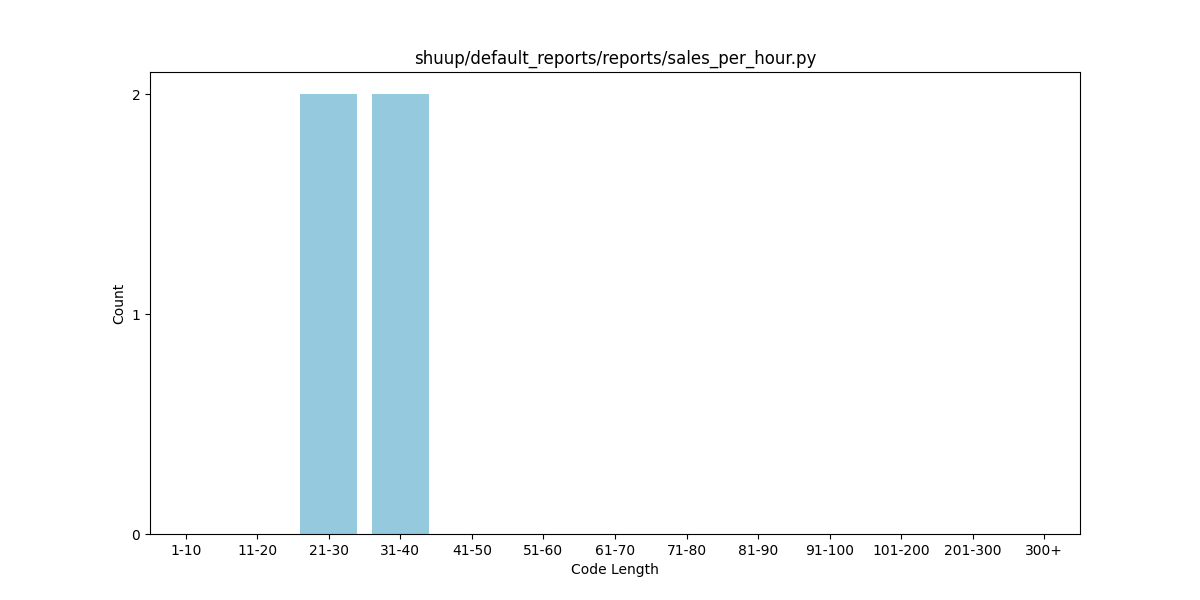 shuup/default_reports/reports/sales_per_hour.py
2
1
0
Count
1-10 11-20 21-30 31-40 41-50 51-60 61-70 71-80 81-90 91-100 101-200 201-300 300+
Code Length